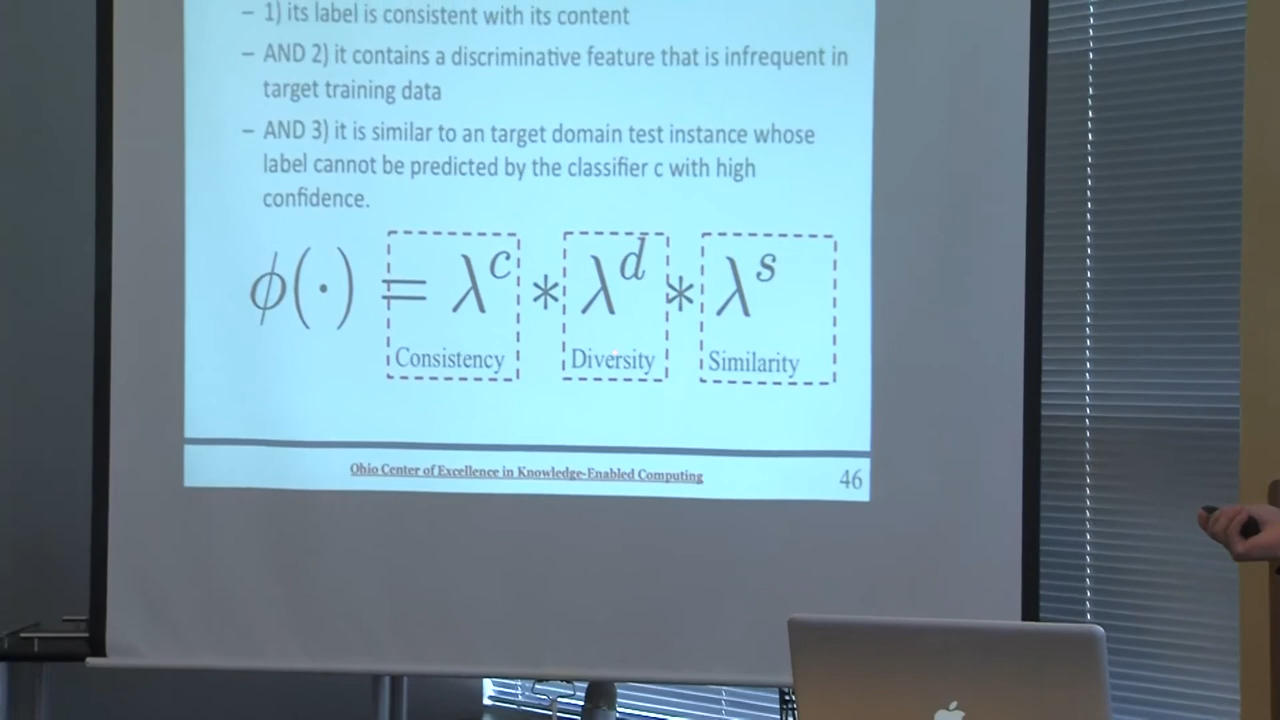 – 1) its label is consistent with its content
– AND 2) it contains a discriminative feature that is infrequent in
target training data
– AND 3) it is similar to an target domain test instance whose
label cannot be predicted by the classifier c with high
confidence.
ϕ(·) = λ^c * λ^d * λ^s
Consistency Diversity Similarity
Ohio Center of Excellence in Knowledge-Enabled Computing
46